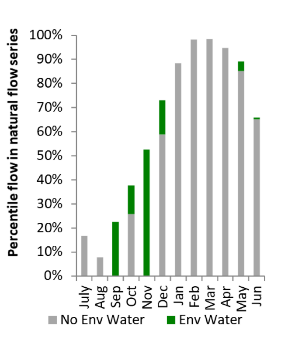 Percentile flow in natural flow series
100%
90%
80%
70%
60%
50%
40%
30%
20%
10%
0%
July
Aug
Sep
Oct
Nov
Dec
Jan
Feb
Mar
Apr
May
Jun
No Env Water
Env Water